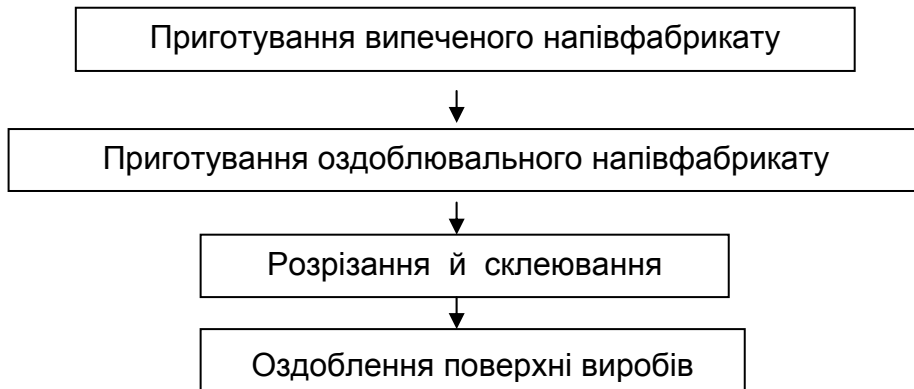 Приготування випеченого напівфабрикату
Приготування оздоблювального напівфабрикату
Розрізання й склеювання
Оздоблення поверхні виробів